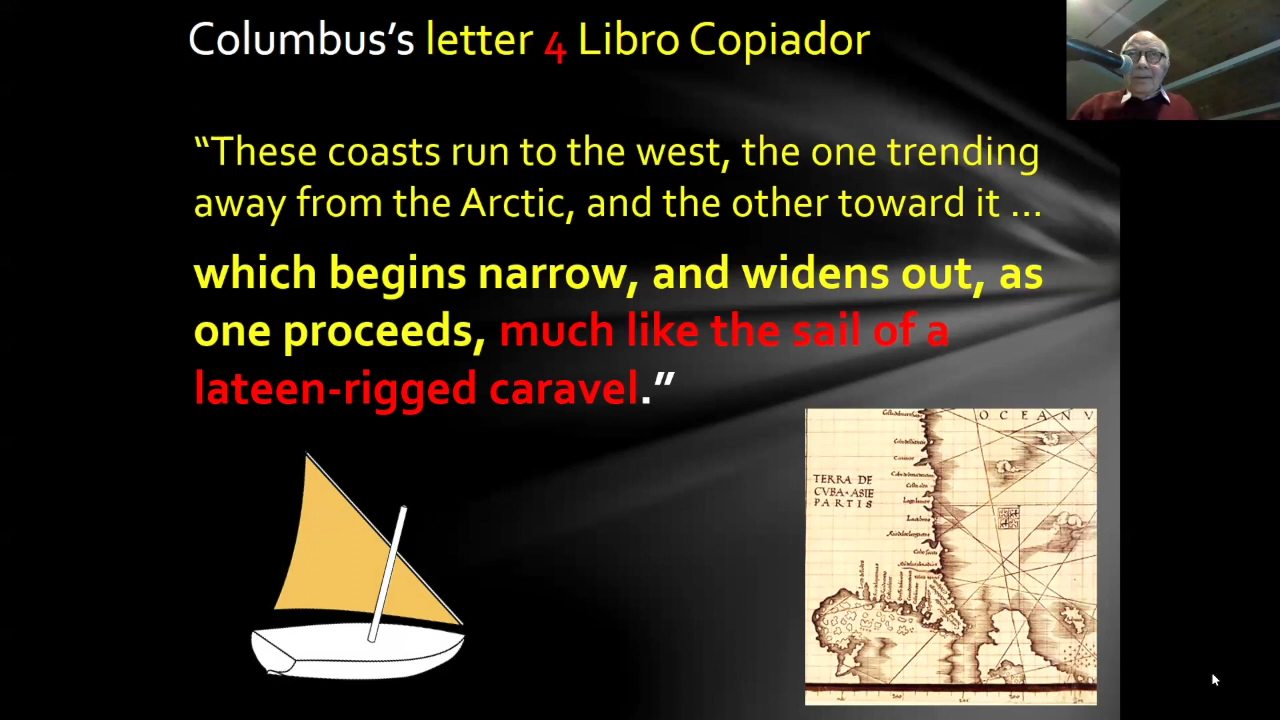 Columbus’s letter 4 Libro Copiador
“These coasts run to the west, the one trending
away from the Arctic, and the other toward it ...
which begins narrow, and widens out, as
one proceeds, much like the sail of a
lateen-rigged caravel.”
OCEANV
TERRA DE
CVBA·ASIE
PARTIS